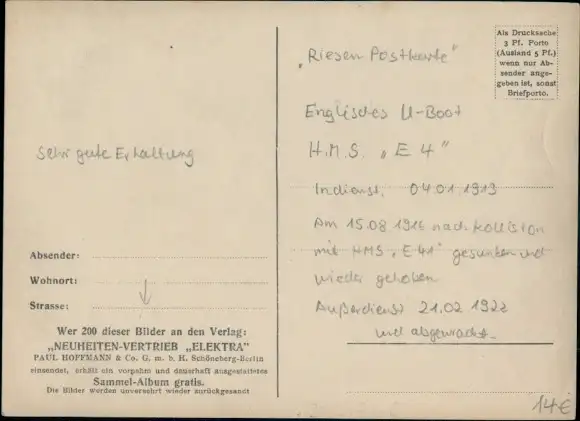 Sehr gute Erhaltung
Absender:
Wohnort:
Strasse:
Wer 200 dieser Bilder an den Verlag:
„NEUHEITEN-VERTRIEB „ELEKTRA"
PAUL HOFFMANN & Co. G. m. b. H. Schöneberg-Berlin
einsendet, erhält ein vornehm und dauerhaft ausgestattetes
Sammel-Album gratis.
Die Bilder werden unversehrt wieder zurückgesandt
„Riesen Postkarte"
Englisches U-Boot
H.M.S. „E 4"
Indienst. 04.01.1913
Am 15.08.1916 nach Kollision
mit HMS „E 41" gesunken und
wieder gehoben
Außerdienst 21.02.1922
und abgewrackt.
Als Drucksache
3 Pf. Porto
(Ausland 5 Pf.)
wenn nur Ab-
sender ange-
geben ist, sonst
Briefporto.
14€